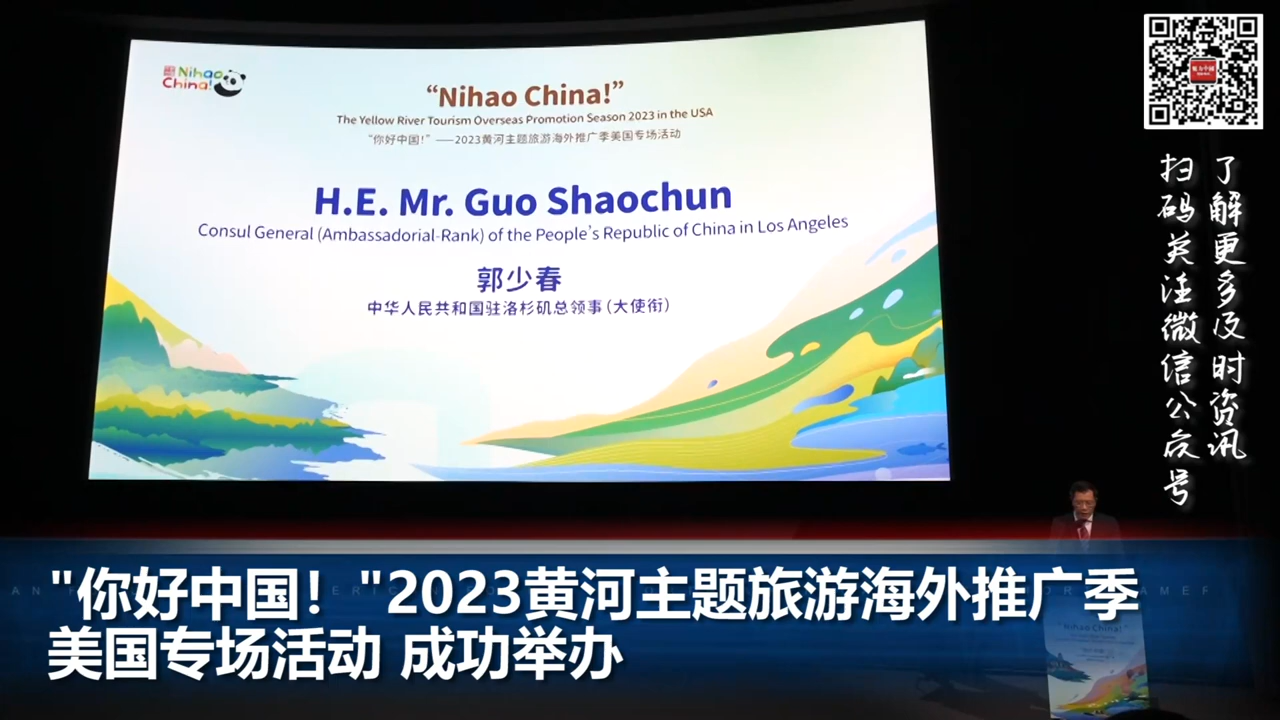 Nihao
China!
“Nihao China!”
The Yellow River Tourism Overseas Promotion Season 2023 in the USA
“你好中国！”——2023黄河主题旅游海外推广季美国专场活动
H.E. Mr. Guo Shaochun
Consul General (Ambassadorial-Rank) of the People's Republic of China in Los Angeles
郭少春
中华人民共和国驻洛杉矶总领事（大使衔）
了解更多及时资讯
扫码关注微信公众号
"你好中国！"2023黄河主题旅游海外推广季
美国专场活动 成功举办
"Nihao China!"